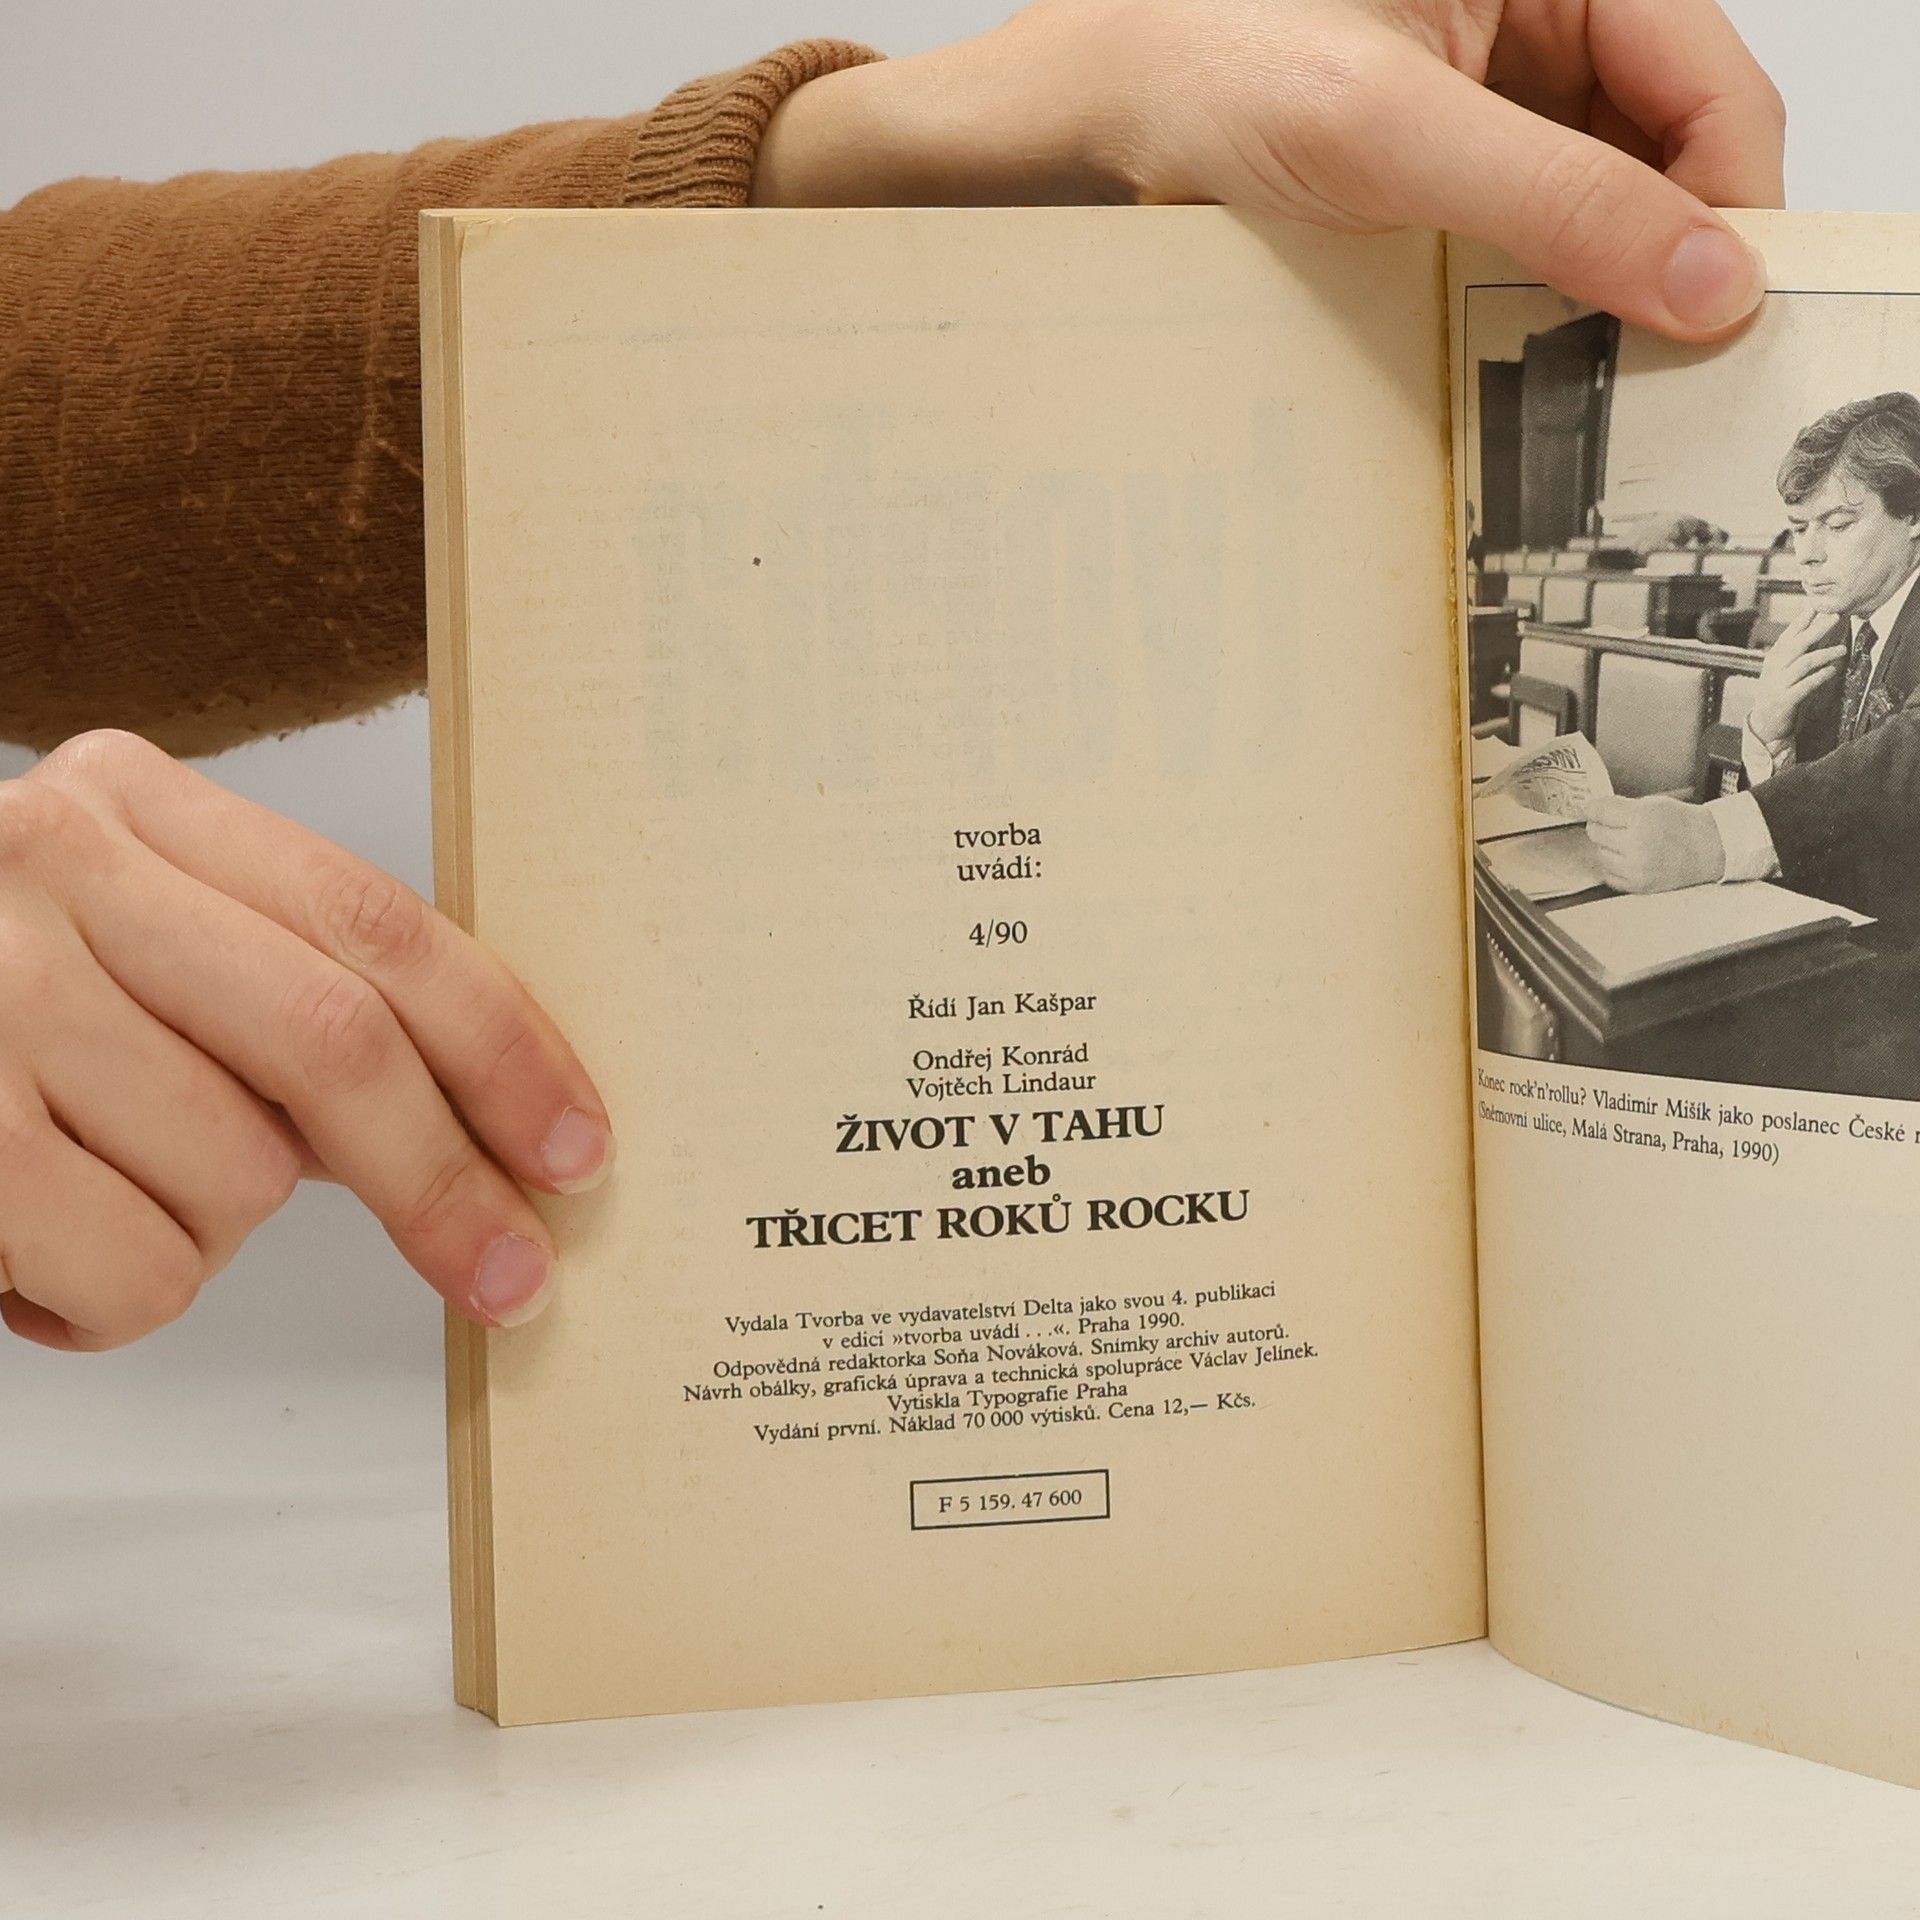 tvorba
uvádí:
4/90
Řídí Jan Kašpar
Ondřej Konrád
Vojtěch Lindaur
ŽIVOT V TAHU
aneb
TŘICET ROKŮ ROCKU
Vydala Tvorba ve vydavatelství Delta jako svou 4. publikaci
v edici »tvorba uvádí . . .«. Praha 1990.
Odpovědná redaktorka Soňa Nováková. Snímky archiv autorů.
Návrh obálky, grafická úprava a technická spolupráce Václav Jelínek.
Vytiskla Typografie Praha
Vydání první. Náklad 70 000 výtisků. Cena 12,— Kčs.
F 5 159. 47 600
Konec rock'n'rollu? Vladimír Mišík jako poslanec České
(Sněmovní ulice, Malá Strana, Praha, 1990)